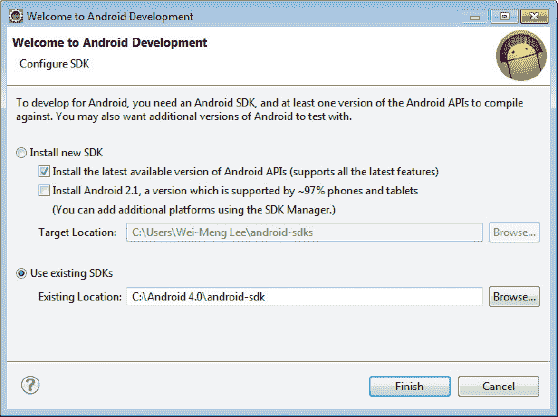 Welcome to Android Development
Welcome to Android Development
Configure SDK
To develop for Android, you need an Android SDK, and at least one version of the Android APIs to compile
against. You may also want additional versions of Android to test with.
Install new SDK
Install the latest available version of Android APIs (supports all the latest features)
Install Android 2.1, a version which is supported by ~97% phones and tablets
(You can add additional platforms using the SDK Manager.)
Target Location: C:\Users\Wei-Meng Lee\android-sdks Browse...
Use existing SDKs
Existing Location: C:\Android 4.0\android-sdk Browse...
? Finish Cancel